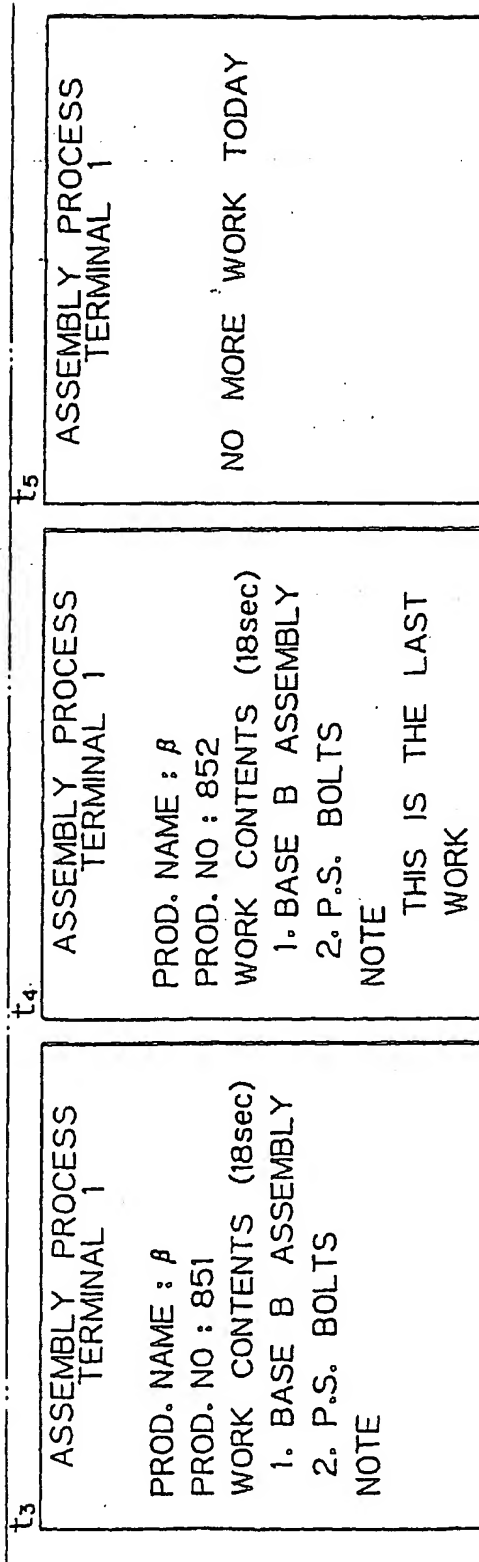 t3
ASSEMBLY PROCESS
TERMINAL 1
PROD. NAME : β
PROD. NO : 851
WORK CONTENTS (18sec)
1. BASE B ASSEMBLY
2. P.S. BOLTS
NOTE
t4
ASSEMBLY PROCESS
TERMINAL 1
PROD. NAME : β
PROD. NO : 852
WORK CONTENTS (18sec)
1. BASE B ASSEMBLY
2. P.S. BOLTS
NOTE
THIS IS THE LAST
WORK
t5
ASSEMBLY PROCESS
TERMINAL 1
NO MORE WORK TODAY